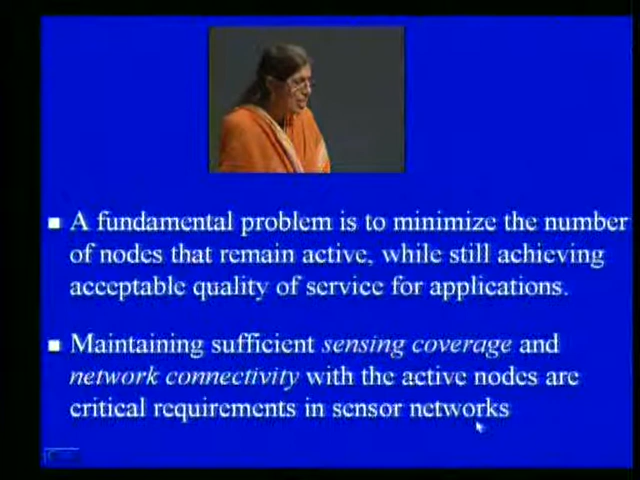 A fundamental problem is to minimize the number
of nodes that remain active, while still achieving
acceptable quality of service for applications.
Maintaining sufficient sensing coverage and
network connectivity with the active nodes are
critical requirements in sensor networks